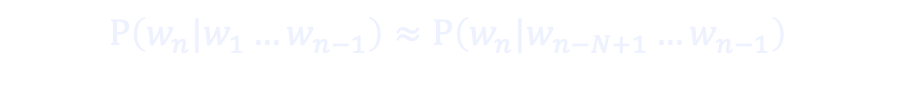 P(wₙ|w₁ … wₙ₋₁) ≈ P(wₙ|wₙ₋N₊₁ … wₙ₋₁)